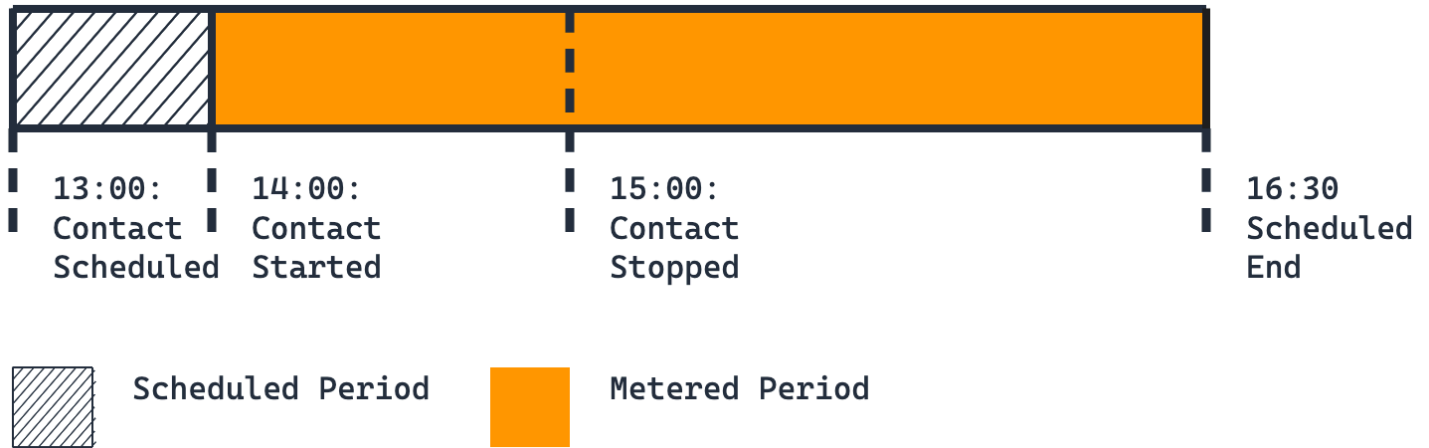 13:00:
Contact
Scheduled
14:00:
Contact
Started
15:00:
Contact
Stopped
16:30
Scheduled
End
Scheduled Period
Metered Period